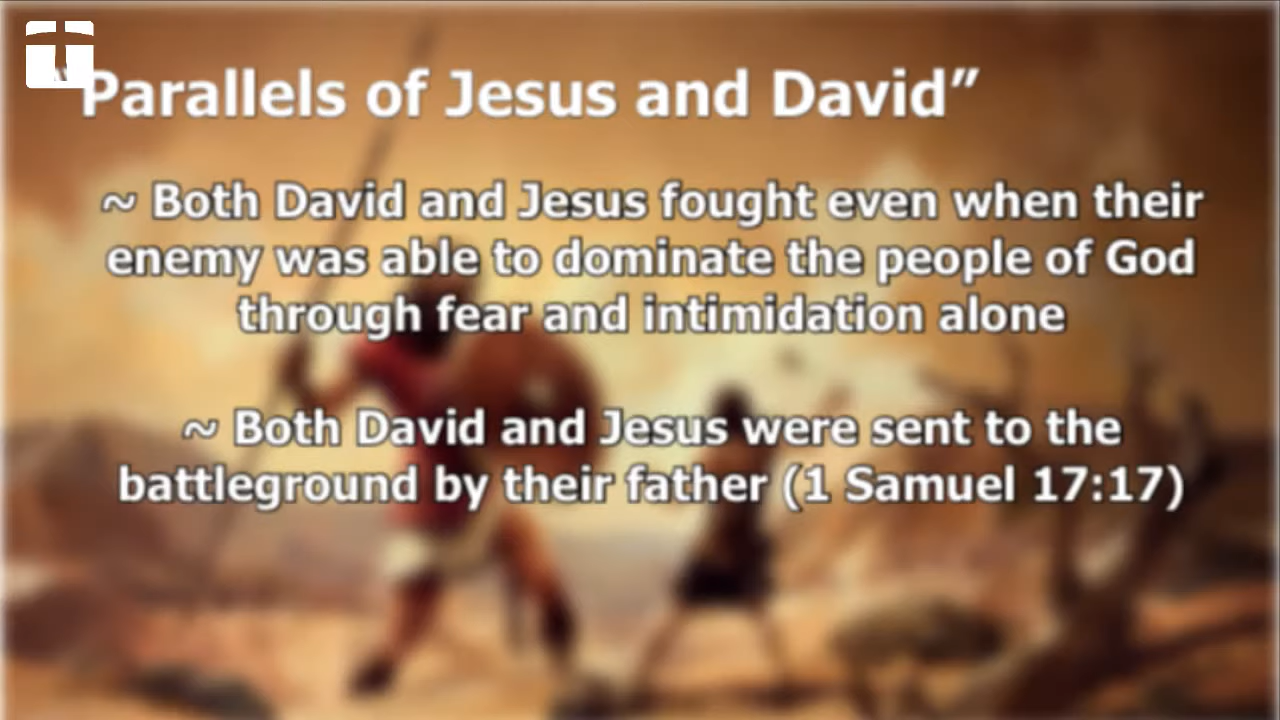 “Parallels of Jesus and David”
~ Both David and Jesus fought even when their
enemy was able to dominate the people of God
through fear and intimidation alone
~ Both David and Jesus were sent to the
battleground by their father (1 Samuel 17:17)